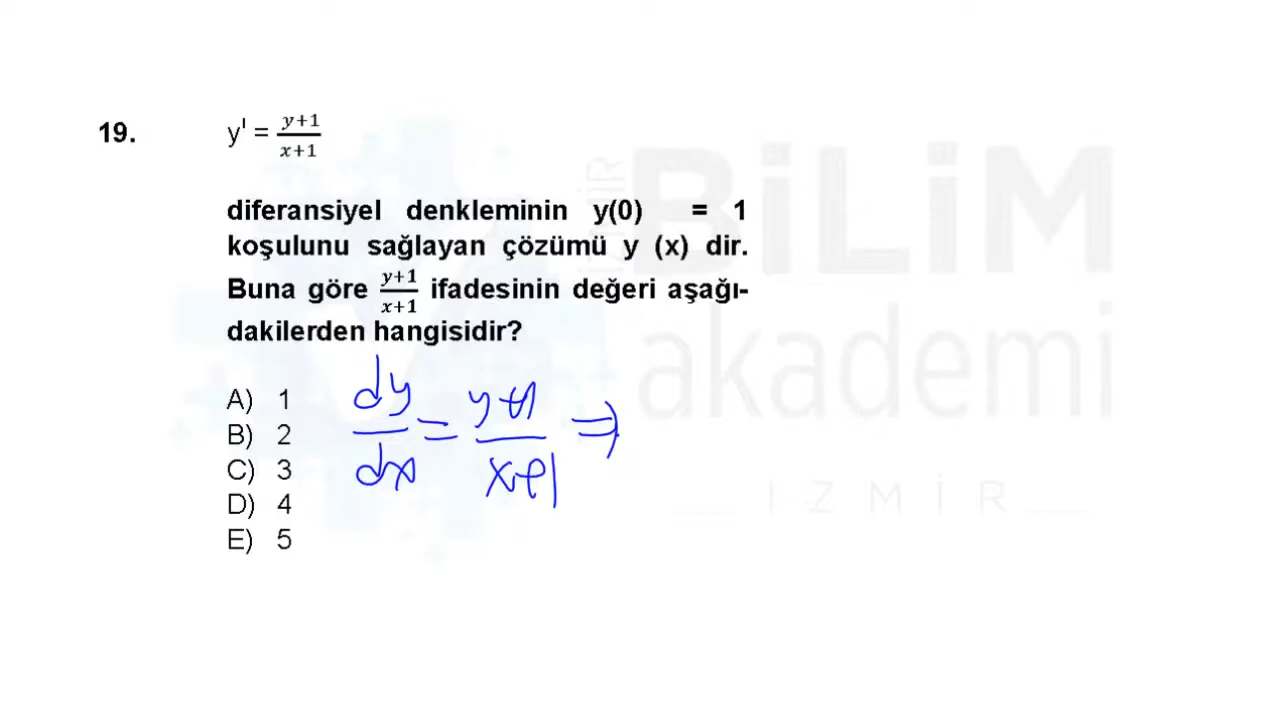 19. y' = y+1/x+1
diferansiyel denkleminin y(0) = 1
koşulunu sağlayan çözümü y (x) dir.
Buna göre y+1/x+1 ifadesinin değeri aşağı-
dakilerden hangisidir?
A) 1
B) 2
C) 3
D) 4
E) 5
dy/dx = y+1/x+1 ⇒
İZMİR BİLİM
akademi
İZMİR